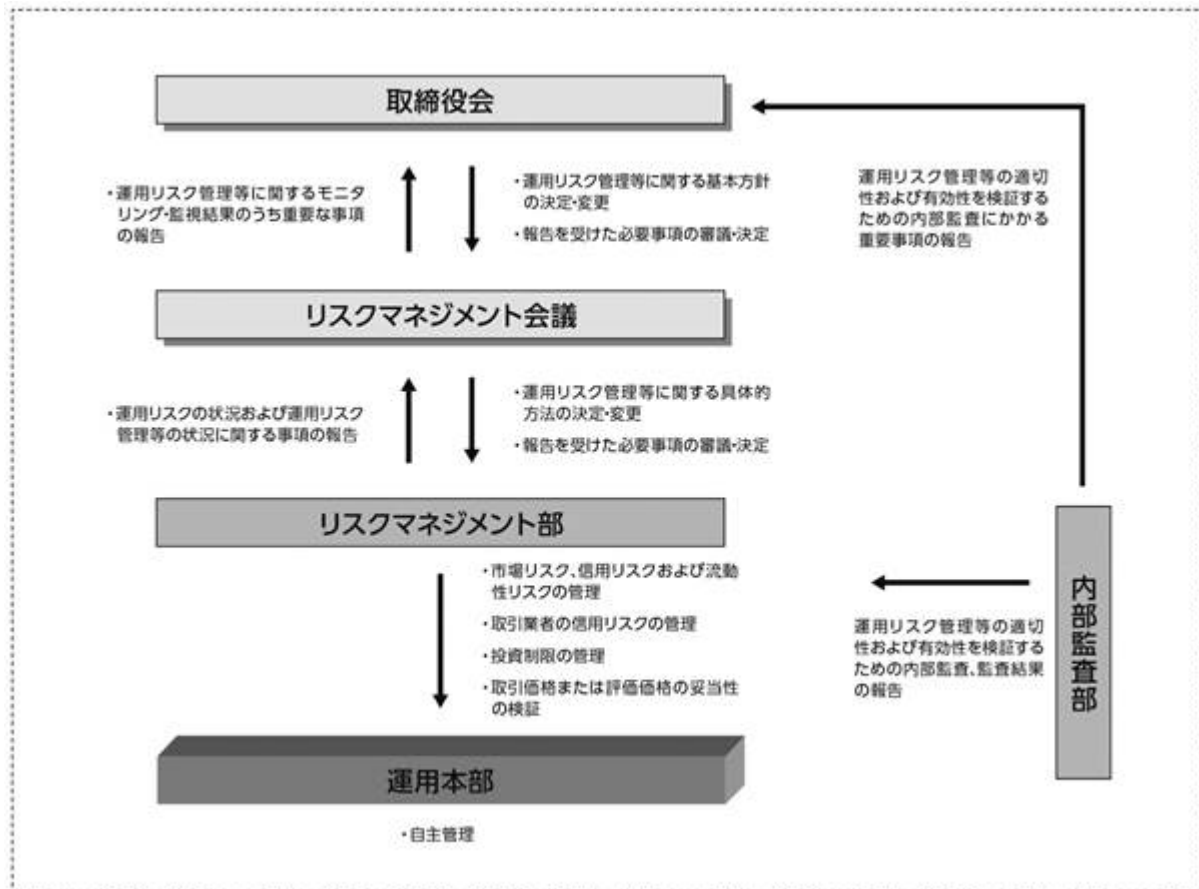 取締役会
・運用リスク管理等に関するモニタ
リング・監視結果のうち重要な事項
の報告
・運用リスク管理等に関する基本方針
の決定・変更
・報告を受けた必要事項の審議・決定
運用リスク管理等の適切
性および有効性を検証す
るための内部監査にかかる
重要事項の報告
リスクマネジメント会議
・運用リスクの状況および運用リスク
管理等の状況に関する事項の報告
・運用リスク管理等に関する具体的
方法の決定・変更
・報告を受けた必要事項の審議・決定
リスクマネジメント部
・市場リスク、信用リスクおよび流動
性リスクの管理
・取引業者の信用リスクの管理
・投資制限の管理
・取引価格または評価価格の妥当性
の検証
運用リスク管理等の適切
性および有効性を検証する
ための内部監査、監査結果
の報告
内部監査部
運用本部
・自主管理